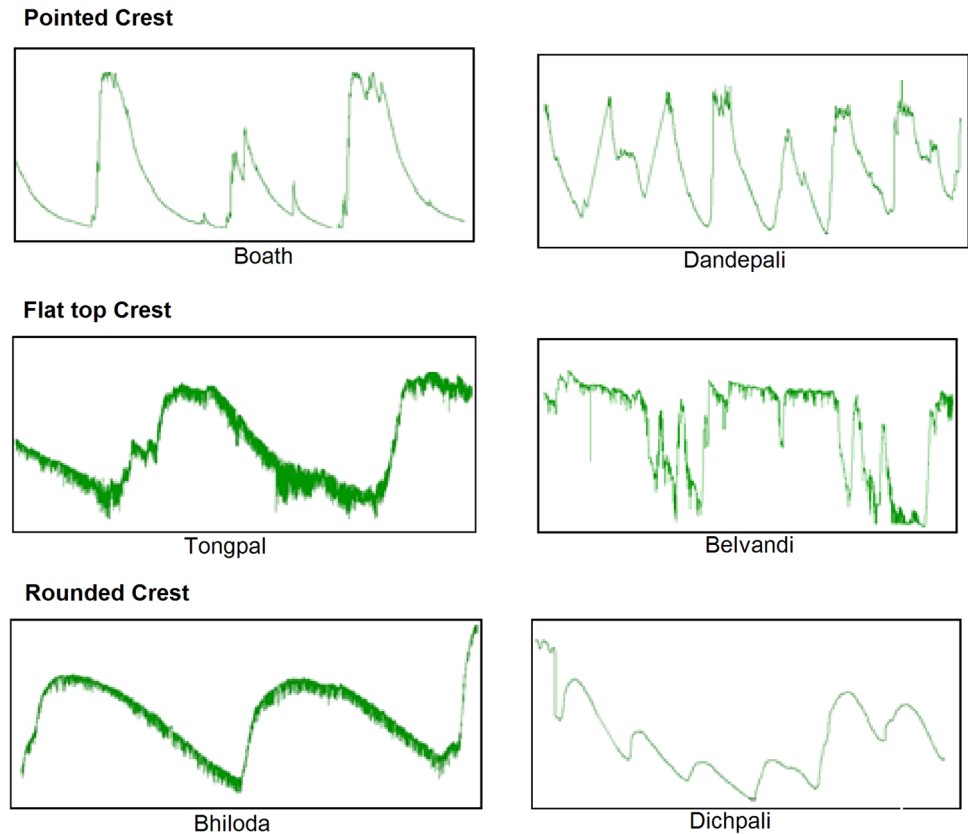 Pointed Crest
Boath
Dandepali
Flat top Crest
Tongpal
Belvandi
Rounded Crest
Bhiloda
Dichpali